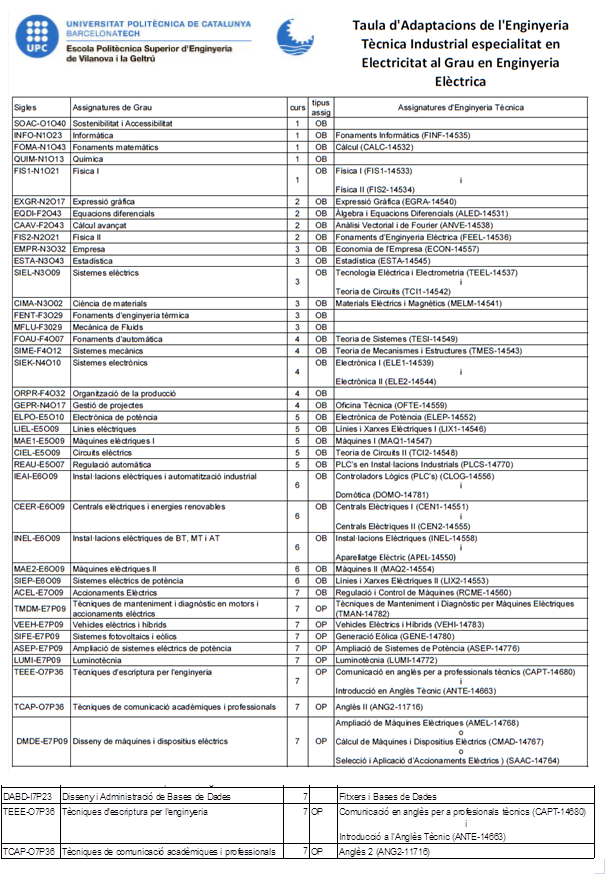 UNIVERSITAT POLITÈCNICA DE CATALUNYA
BARCELONATECH
Escola Politècnica Superior d'Enginyeria
de Vilanova i la Geltrú
UPC
Taula d'Adaptacions de l'Enginyeria
Tècnica Industrial especialitat en
Electricitat al Grau en Enginyeria
Elèctrica
Sigles Assignatures de Grau curs tipus assig Assignatures d'Enginyeria Tècnica
SOAC-O1O40 Sostenibilitat i Accessibilitat 1 OB
INFO-N1O23 Informàtica 1 OB Fonaments Informàtics (FINF-14535)
FOMA-N1O43 Fonaments matemàtics 1 OB Càlcul (CALC-14532)
QUIM-N1O13 Química 1 OB
FIS1-N1O21 Física I 1 OB Física I (FIS1-14533)
i
Física II (FIS2-14534)
EXGR-N2O17 Expressió gràfica 2 OB Expressió Gràfica (EGRA-14540)
EQDI-F2O43 Equacions diferencials 2 OB Àlgebra i Equacions Diferencials (ALED-14531)
CAAV-F2O43 Càlcul avançat 2 OB Anàlisi Vectorial i de Fourier (ANVE-14538)
FIS2-N2O21 Física II 2 OB Fonaments d'Enginyeria Elèctrica (FEEL-14536)
EMPR-N3O32 Empresa 3 OB Economia de l'Empresa (ECON-14557)
ESTA-N3O43 Estadística 3 OB Estadística (ESTA-14545)
SIEL-N3O09 Sistemes elèctrics 3 OB Tecnologia Elèctrica i Electrometria (TEEL-14537)
i
Teoria de Circuits (TCI1-14542)
CIMA-N3O02 Ciència de materials 3 OB Materials Elèctrics i Magnètics (MELM-14541)
FENT-F3O29 Fonaments d'enginyeria tèrmica 3 OB
MFLU-F3029 Mecànica de Fluids 3 OB
FOAU-F4O07 Fonaments d'automàtica 4 OB Teoria de Sistemes (TESI-14549)
SIME-F4O12 Sistemes mecànics 4 OB Teoria de Mecanismes i Estructures (TMES-14543)
SIEK-N4O10 Sistemes electrònics 4 OB Electrònica I (ELE1-14539)
i
Electrònica II (ELE2-14544)
ORPR-F4O32 Organització de la producció 4 OB
GEPR-N4O17 Gestió de projectes 4 OB Oficina Tècnica (OFTE-14559)
ELPO-E5O10 Electrònica de potència 5 OB Electrònica de Potència (ELEP-14552)
LIEL-E5O09 Línies elèctriques 5 OB Línies i Xarxes Elèctriques I (LIX1-14546)
MAE1-E5O09 Màquines elèctriques I 5 OB Màquines I (MAQ1-14547)
CIEL-E5O09 Circuits elèctrics 5 OB Teoria de Circuits II (TCI2-14548)
REAU-E5O07 Regulació automàtica 5 OB PLC's en Instal·lacions Industrials (PLCS-14770)
IEAI-E6O09 Instal·lacions elèctriques i automatització industrial 6 OB Controladors Lògics (PLC's) (CLOG-14556)
i
Domòtica (DOMO-14781)
CEER-E6O09 Centrals elèctriques i energies renovables 6 OB Centrals Elèctriques I (CEN1-14551)
i
Centrals Elèctriques II (CEN2-14555)
INEL-E6O09 Instal·lacions elèctriques de BT, MT i AT 6 OB Instal·lacions Elèctriques (INEL-14558)
i
Aparellatge Elèctric (APEL-14550)
MAE2-E6O09 Màquines elèctriques II 6 OB Màquines II (MAQ2-14554)
SIEP-E6O09 Sistemes elèctrics de potència 6 OB Línies i Xarxes Elèctriques II (LIX2-14553)
ACEL-E7O09 Accionaments Elèctrics 7 OB Regulació i Control de Màquines (RCME-14560)
TMDM-E7P09 Tècniques de manteniment i diagnòstic en motors i accionaments elèctrics 7 OP Tècniques de Manteniment i Diagnòstic per Màquines Elèctriques (TMAN-14782)
VEEH-E7P09 Vehicles elèctrics i híbrids 7 OP Vehicles Elèctrics i Híbrids (VEHI-14783)
SIFE-E7P09 Sistemes fotovoltaics i eòlics 7 OP Generació Eòlica (GENE-14780)
ASEP-E7P09 Ampliació de sistemes elèctrics de potència 7 OP Ampliació de Sistemes de Potència (ASEP-14776)
LUMI-E7P09 Luminotècnia 7 OP Luminotècnia (LUMI-14772)
TEEE-O7P36 Tècniques d'escriptura per l'enginyeria 7 OP Comunicación en anglès per a professionals tècnics (CAPT-14680)
i
Introducció en Anglès Tècnic (ANTE-14663)
TCAP-O7P36 Tècniques de comunicació acadèmiques i professionals 7 OP Anglès II (ANG2-11716)
DMDE-E7P09 Disseny de màquines i dispositius elèctrics 7 OP Ampliació de Màquines Elèctriques (AMEL-14768)
o
Càlcul de Màquines i Dispositius Elèctrics (CMAD-14767)
o
Selecció i Aplicació d'Accionaments Elèctrics ) (SAAC-14764)
DABD-I7P23 Disseny i Administració de Bases de Dades 7 Fitxers i Bases de Dades
TEEE-O7P36 Tècniques d'escriptura per l'enginyeria 7 OP Comunicación en anglès per a profesionals tècnics (CAPT-14680)
i
Introducció a l'Anglès Tècnic (ANTE-14663)
TCAP-O7P36 Tècniques de comunicació acadèmiques i professionals 7 OP Anglès 2 (ANG2-11716)